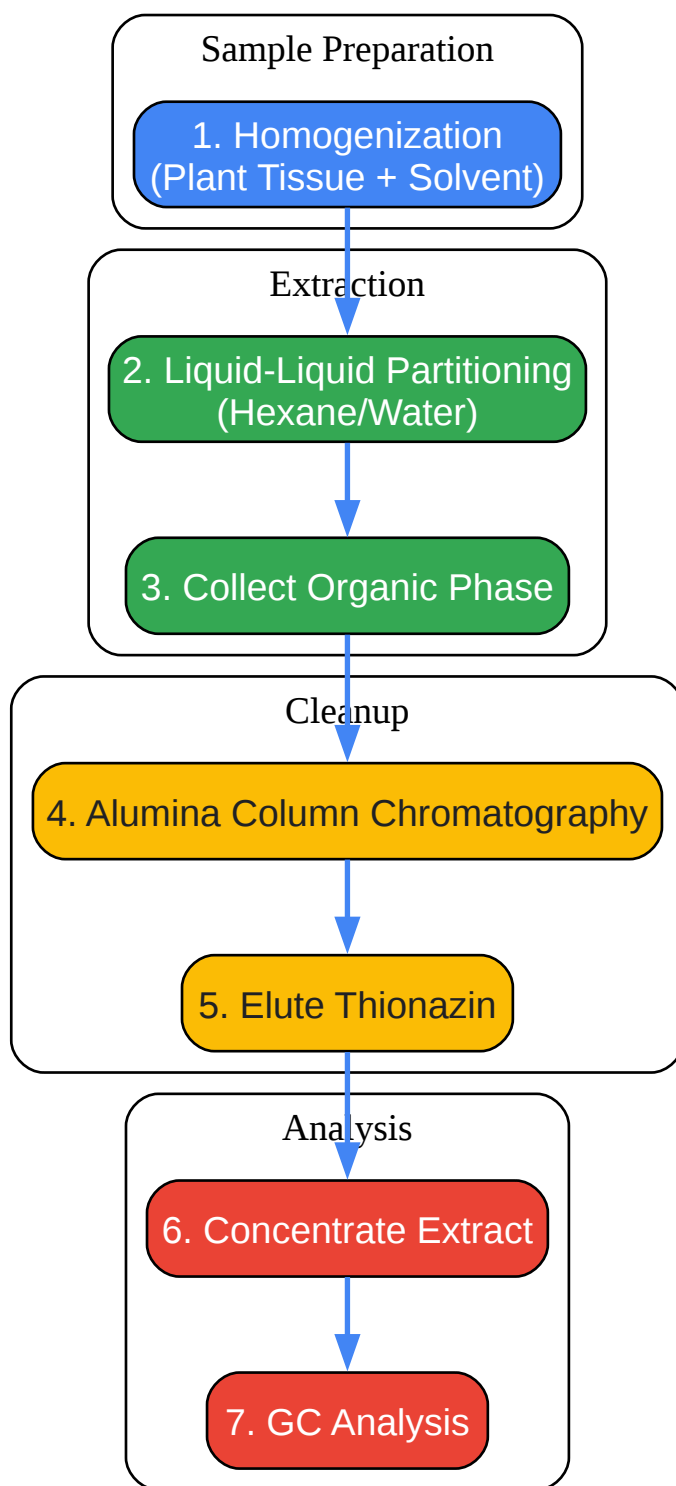 Sample Preparation
1. Homogenization
(Plant Tissue + Solvent)
Extraction
2. Liquid-Liquid Partitioning
(Hexane/Water)
3. Collect Organic Phase
Cleanup
4. Alumina Column Chromatography
5. Elute Thionazin
Analysis
6. Concentrate Extract
7. GC Analysis